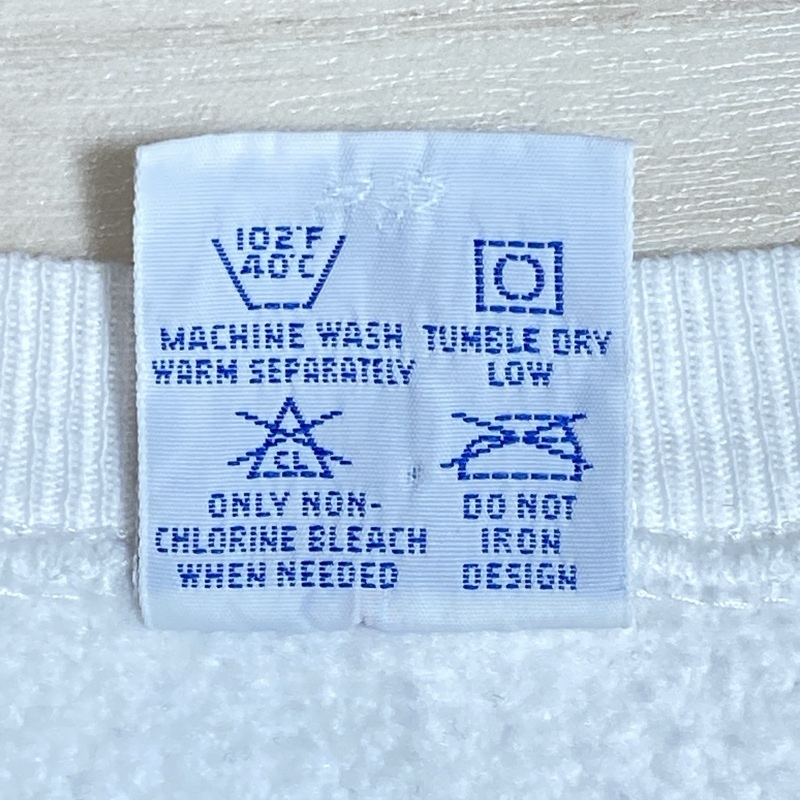 102°F
40°C
MACHINE WASH
WARM SEPARATELY
TUMBLE DRY
LOW
CL
ONLY NON-
CHLORINE BLEACH
WHEN NEEDED
DO NOT
IRON
DESIGN